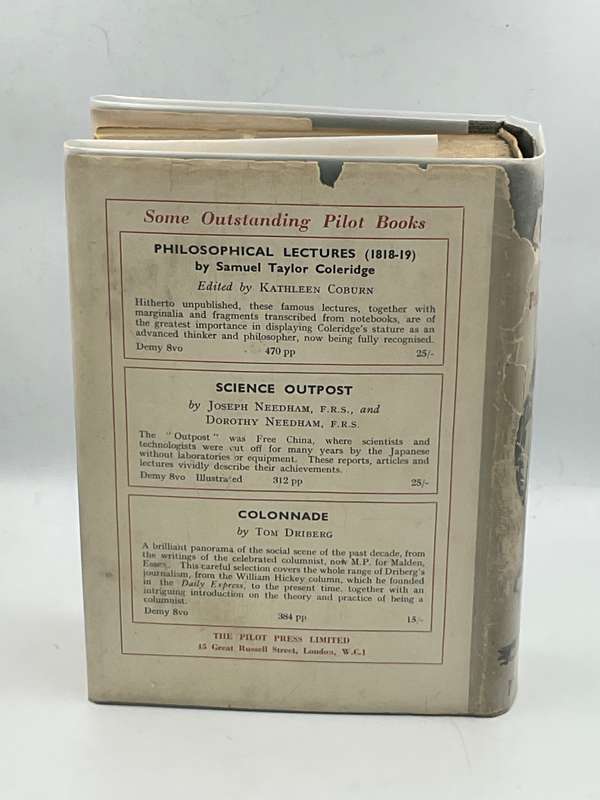 Some Outstanding Pilot Books
PHILOSOPHICAL LECTURES (1818-19)
by Samuel Taylor Coleridge
Edited by KATHLEEN COBURN
Hitherto unpublished, these famous lectures, together with
marginalia and fragments transcribed from notebooks, are of
the greatest importance in displaying Coleridge's stature as an
advanced thinker and philosopher, now being fully recognised.
Demy 8vo 470 pp 25/-
SCIENCE OUTPOST
by JOSEPH NEEDHAM, F.R.S., and
DOROTHY NEEDHAM, F.R.S.
The "Outpost" was Free China, where scientists and
technologists were cut off for many years by the Japanese
without laboratories or equipment. These reports, articles and
lectures vividly describe their achievements.
Demy 8vo Illustrated 312 pp 25/-
COLONNADE
by TOM DRIBERG
A brilliant panorama of the social scene of the past decade, from
the writings of the celebrated columnist, now M.P. for Malden,
Essex. This careful selection covers the whole range of Driberg's
journalism, from the William Hickey column, which he founded
in the Daily Express, to the present time, together with an
intriguing introduction on the theory and practice of being a
columnist.
Demy 8vo 384 pp 15/-
THE PILOT PRESS LIMITED
15 Great Russell Street, London, W.C.1